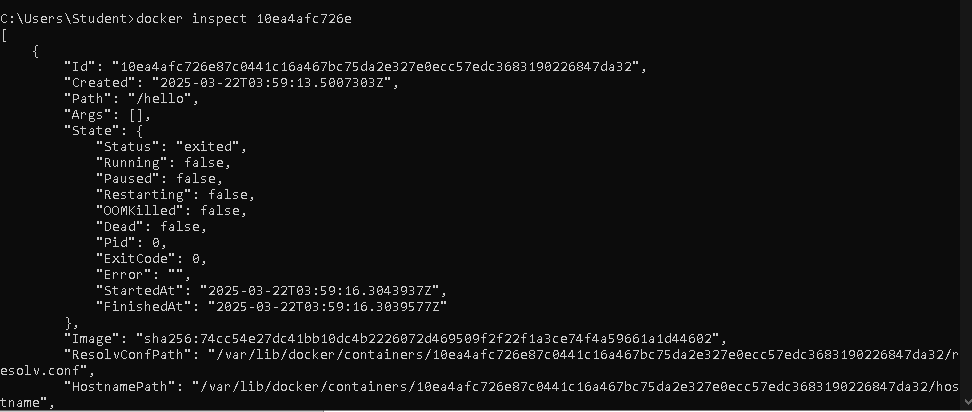 C:\Users\Student>docker inspect 10ea4afc726e
[
    {
        "Id": "10ea4afc726e87c0441c16a467bc75da2e327e0ecc57edc3683190226847da32",
        "Created": "2025-03-22T03:59:13.5007303Z",
        "Path": "/hello",
        "Args": [],
        "State": {
            "Status": "exited",
            "Running": false,
            "Paused": false,
            "Restarting": false,
            "OOMKilled": false,
            "Dead": false,
            "Pid": 0,
            "ExitCode": 0,
            "Error": "",
            "StartedAt": "2025-03-22T03:59:16.3043937Z",
            "FinishedAt": "2025-03-22T03:59:16.3039577Z"
        },
        "Image": "sha256:74cc54e27dc41bb10dc4b2226072d469509f2f22f1a3ce74f4a59661a1d44602",
        "ResolvConfPath": "/var/lib/docker/containers/10ea4afc726e87c0441c16a467bc75da2e327e0ecc57edc3683190226847da32/r
esolv.conf",
        "HostnamePath": "/var/lib/docker/containers/10ea4afc726e87c0441c16a467bc75da2e327e0ecc57edc3683190226847da32/hos
tname",